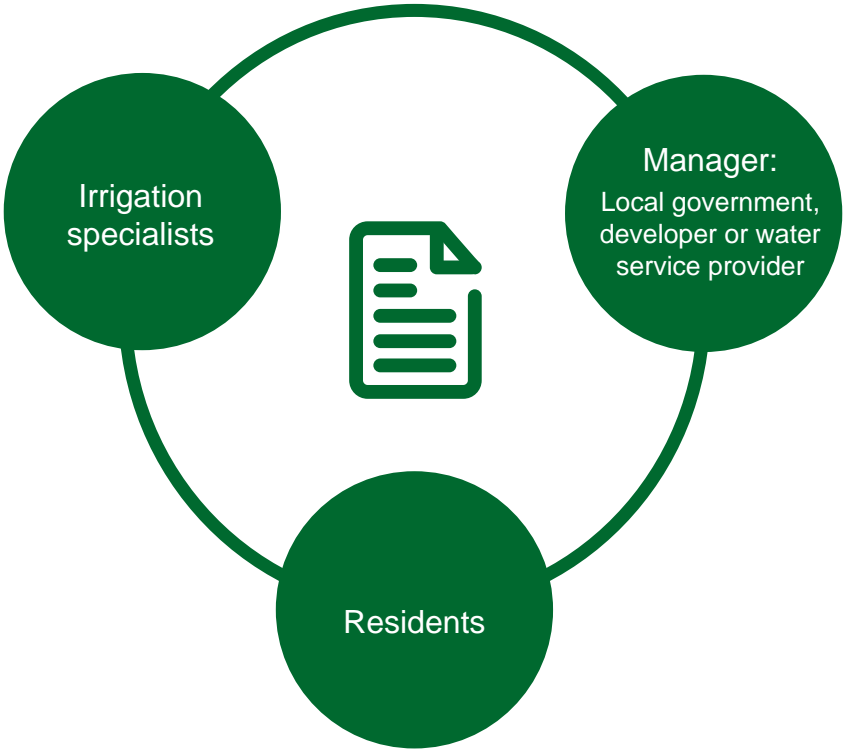 Irrigation
specialists
Manager:
Local government,
developer or water
service provider
Residents